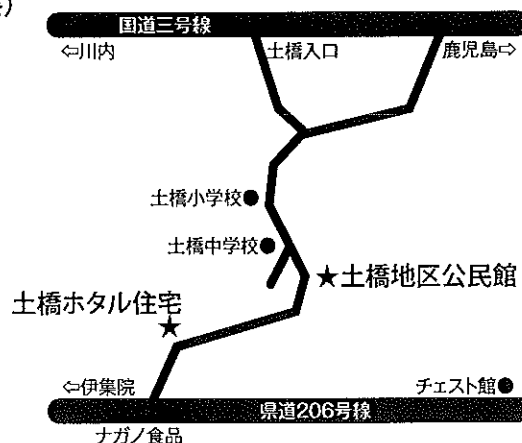 国道三号線
⇦川内
土橋入口
鹿児島⇨
土橋小学校●
土橋中学校●
★土橋地区公民館
土橋ホタル住宅
★
⇦伊集院
チェスト館●
県道206号線
ナガノ食品